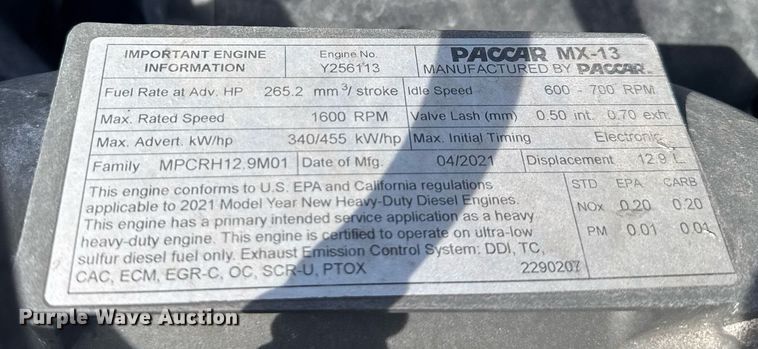 IMPORTANT ENGINE INFORMATION
Engine No. Y256113
PACCAR MX-13
MANUFACTURED BY PACCAR
Fuel Rate at Adv. HP 265.2 mm³/ stroke Idle Speed 600 - 700 RPM
Max. Rated Speed 1600 RPM Valve Lash (mm) 0.50 int. 0.70 exh.
Max. Advert. kW/hp 340/455 kW/hp Max. Initial Timing Electronic
Family MPCRH12.9M01 Date of Mfg. 04/2021 Displacement 12.9 L
This engine conforms to U.S. EPA and California regulations
applicable to 2021 Model Year New Heavy-Duty Diesel Engines.
This engine has a primary intended service application as a heavy
heavy-duty engine. This engine is certified to operate on ultra-low
sulfur diesel fuel only. Exhaust Emission Control System: DDI, TC,
CAC, ECM, EGR-C, OC, SCR-U, PTOX
2290207
STD EPA CARB
NOx 0.20 0.20
PM 0.01 0.01
Purple Wave Auction